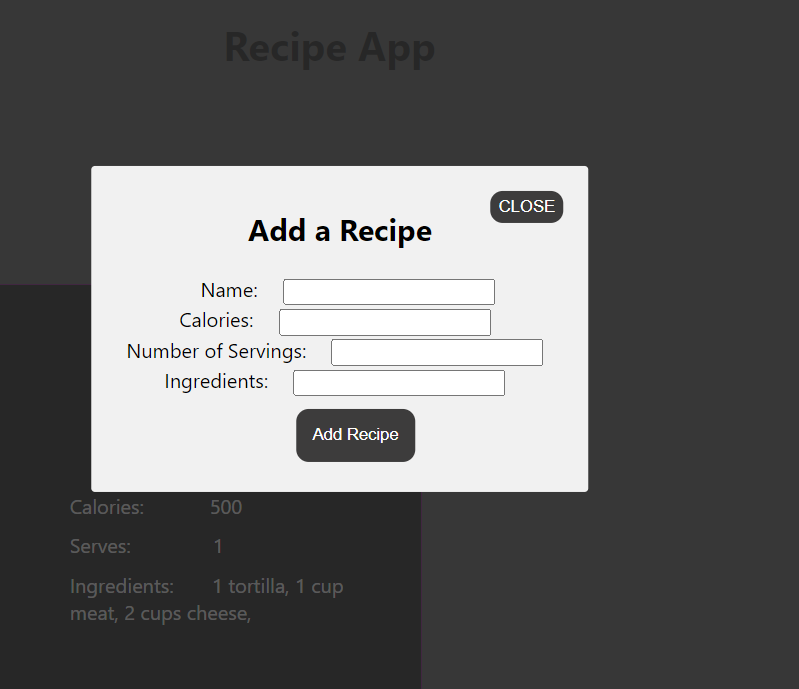 Recipe App
CLOSE
Add a Recipe
Name:
Calories:
Number of Servings:
Ingredients:
Add Recipe
Calories: 500
Serves: 1
Ingredients: 1 tortilla, 1 cup
meat, 2 cups cheese,